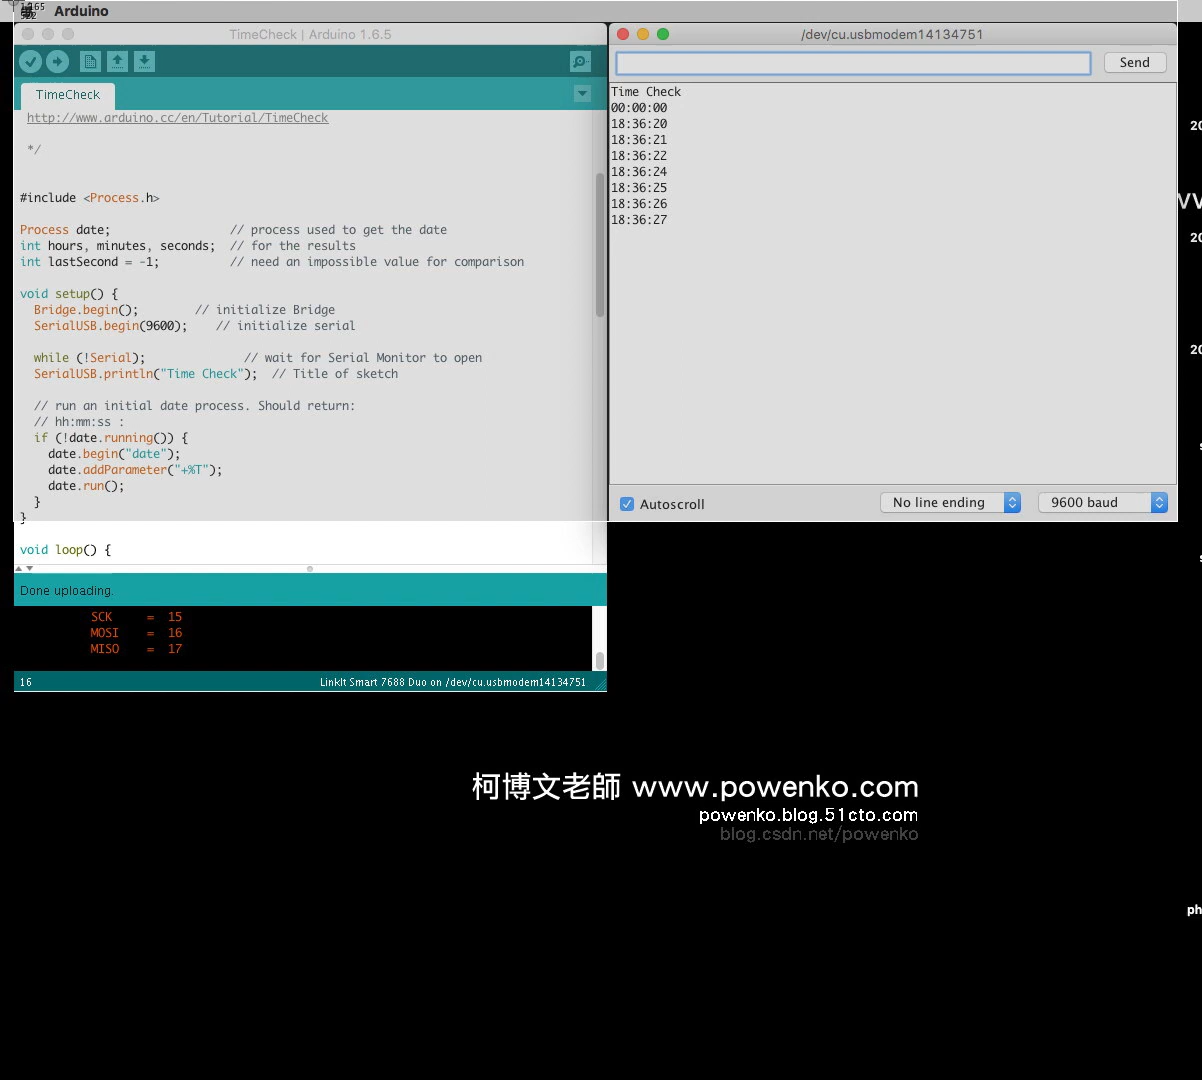 Arduino
TimeCheck | Arduino 1.6.5
TimeCheck
http://www.arduino.cc/en/Tutorial/TimeCheck
*/
#include <Process.h>
Process date;                 // process used to get the date
int hours, minutes, seconds;  // for the results
int lastSecond = -1;          // need an impossible value for comparison
void setup() {
  Bridge.begin();        // initialize Bridge
  SerialUSB.begin(9600);    // initialize serial
  while (!Serial);              // wait for Serial Monitor to open
  SerialUSB.println("Time Check");  // Title of sketch
  // run an initial date process. Should return:
  // hh:mm:ss :
  if (!date.running()) {
    date.begin("date");
    date.addParameter("+%T");
    date.run();
  }
}
void loop() {
Done uploading.
SCK     =  15
MOSI    =  16
MISO    =  17
16
LinkIt Smart 7688 Duo on /dev/cu.usbmodem14134751
/dev/cu.usbmodem14134751
Send
Time Check
00:00:00
18:36:20
18:36:21
18:36:22
18:36:24
18:36:25
18:36:26
18:36:27
Autoscroll
No line ending
9600 baud
柯博文老師 www.powenko.com
powenko.blog.51cto.com
blog.csdn.net/powenko
20
20
20
ph